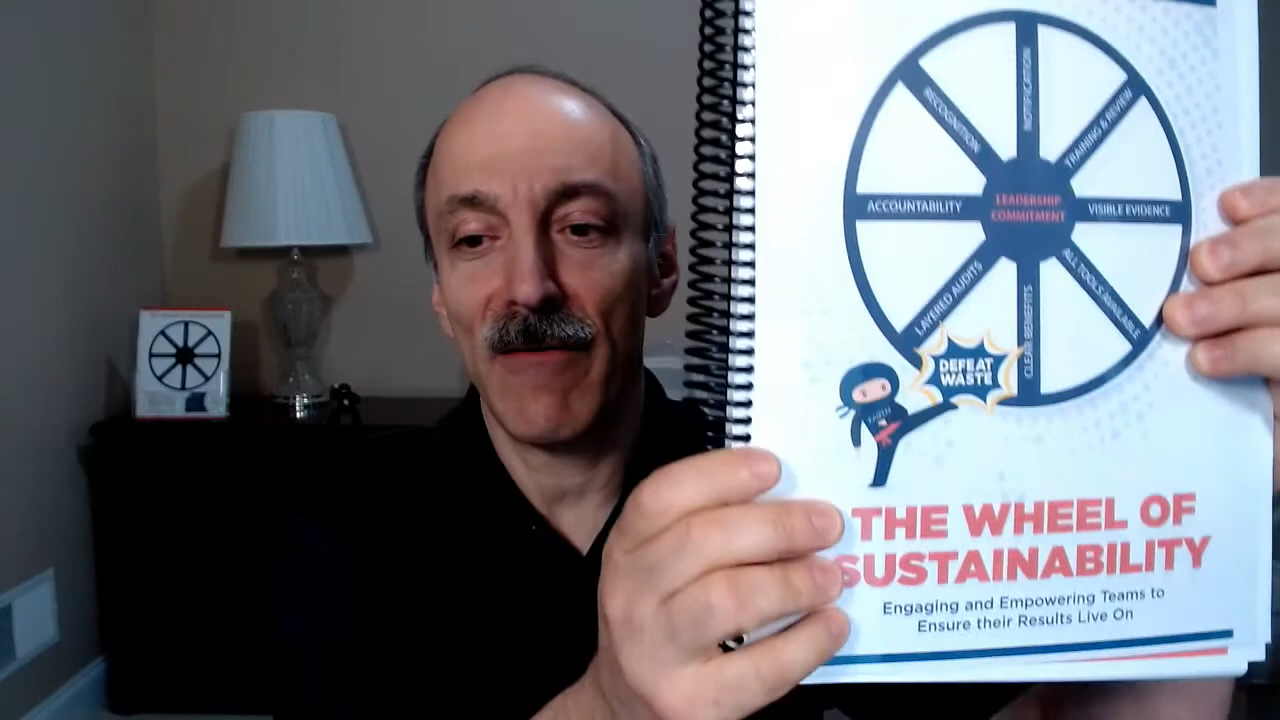 NOTIFICATION
RECOGNITION
TRAINING & REVIEW
ACCOUNTABILITY
LEADERSHIP
COMMITMENT
VISIBLE EVIDENCE
LAYERED AUDITS
CLEAR BENEFITS
ALL TOOLS AVAILABLE
DEFEAT
WASTE
THE WHEEL OF
SUSTAINABILITY
Engaging and Empowering Teams to
Ensure their Results Live On